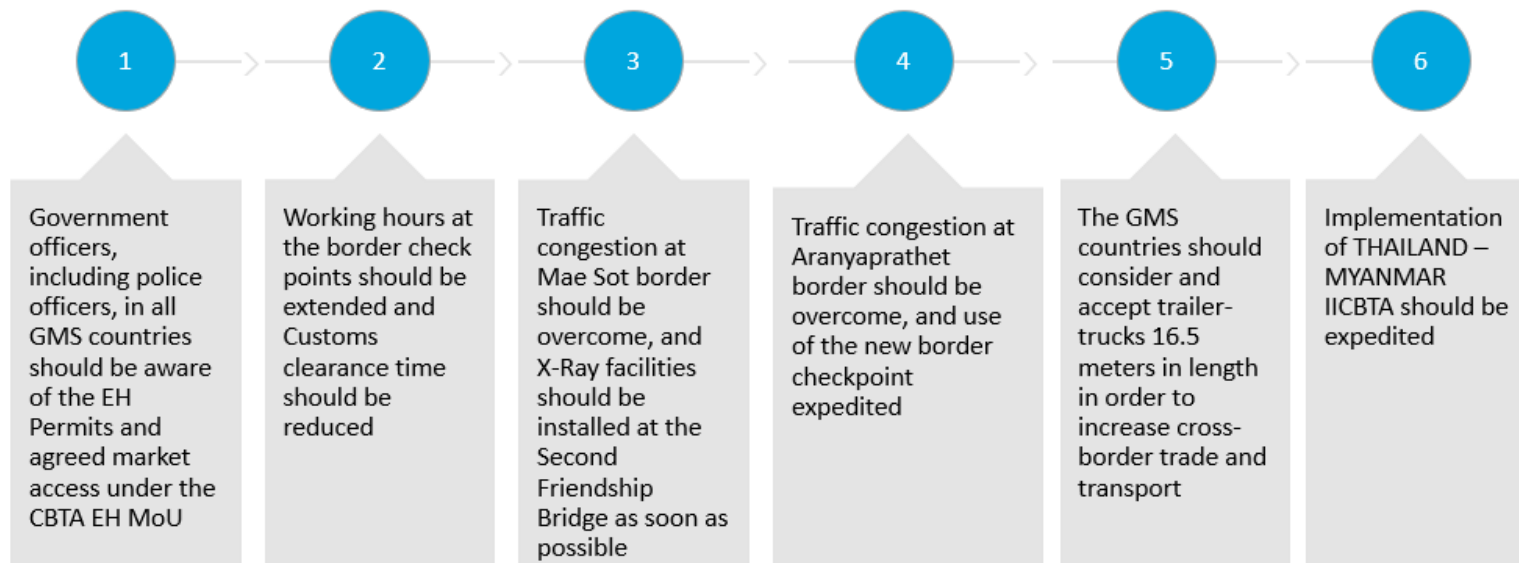 1
2
3
4
5
6
Government
officers,
including police
officers, in all
GMS countries
should be aware
of the EH
Permits and
agreed market
access under the
CBTA EH MoU
Working hours at
the border check
points should be
extended and
Customs
clearance time
should be
reduced
Traffic
congestion at
Mae Sot border
should be
overcome, and
X-Ray facilities
should be
installed at the
Second
Friendship
Bridge as soon as
possible
Traffic congestion at
Aranyaprathet
border should be
overcome, and use
of the new border
checkpoint
expedited
The GMS
countries should
consider and
accept trailer-
trucks 16.5
meters in length
in order to
increase cross-
border trade and
transport
Implementation
of THAILAND –
MYANMAR
IICBTA should be
expedited